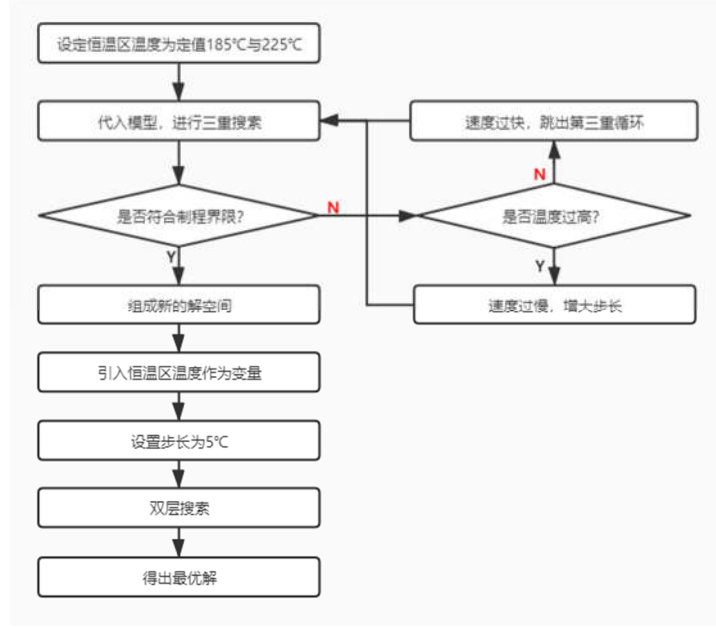 设定恒温区温度为定值185℃与225℃
代入模型，进行三重搜素
速度过快，跳出第三重循环
是否符合制程界限？
N
是否温度过高？
N
Y
Y
组成新的解空间
速度过慢，增大步长
引入恒温区温度作为变量
设置步长为5℃
双层搜索
得出最优解